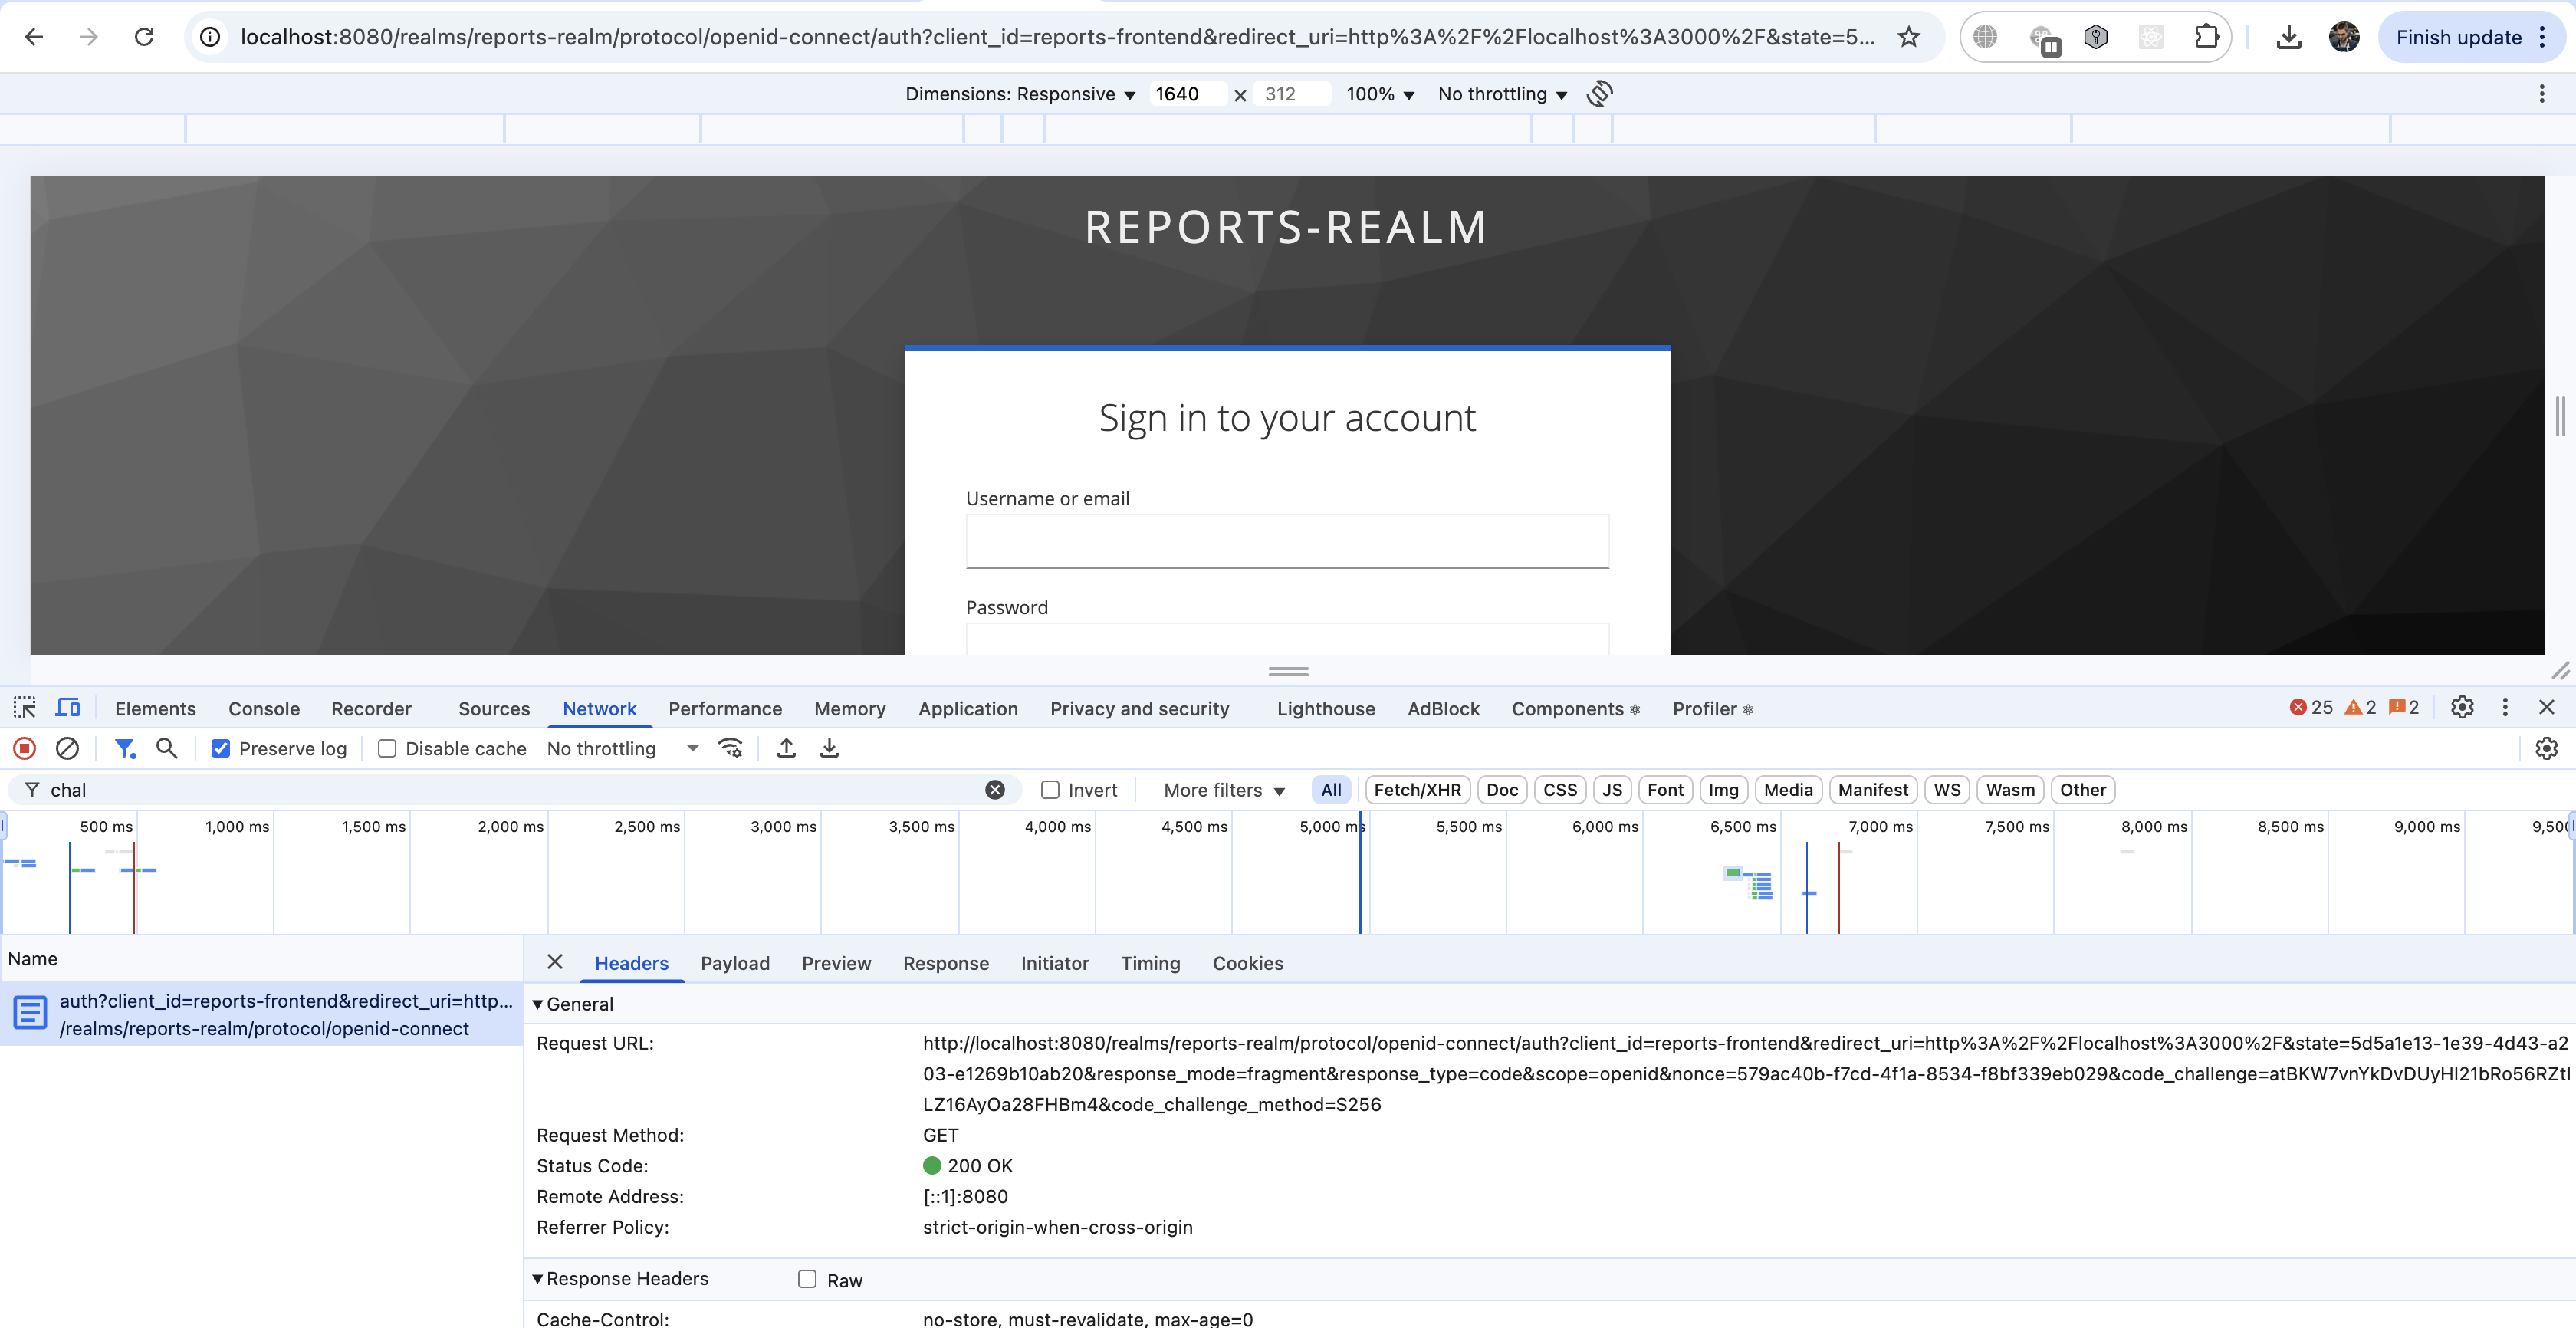 localhost:8080/realms/reports-realm/protocol/openid-connect/auth?client_id=reports-frontend&redirect_uri=http%3A%2F%2Flocalhost%3A3000%2F&state=5...
Finish update
Dimensions: Responsive 1640 × 312 100% No throttling
REPORTS-REALM
Sign in to your account
Username or email
Password
Elements Console Recorder Sources Network Performance Memory Application Privacy and security Lighthouse AdBlock Components Profiler 25 2 2
Preserve log Disable cache No throttling
chal Invert More filters All Fetch/XHR Doc CSS JS Font Img Media Manifest WS Wasm Other
500 ms 1,000 ms 1,500 ms 2,000 ms 2,500 ms 3,000 ms 3,500 ms 4,000 ms 4,500 ms 5,000 ms 5,500 ms 6,000 ms 6,500 ms 7,000 ms 7,500 ms 8,000 ms 8,500 ms 9,000 ms 9,500
Name
auth?client_id=reports-frontend&redirect_uri=http...
/realms/reports-realm/protocol/openid-connect
Headers Payload Preview Response Initiator Timing Cookies
General
Request URL: http://localhost:8080/realms/reports-realm/protocol/openid-connect/auth?client_id=reports-frontend&redirect_uri=http%3A%2F%2Flocalhost%3A3000%2F&state=5d5a1e13-1e39-4d43-a2
03-e1269b10ab20&response_mode=fragment&response_type=code&scope=openid&nonce=579ac40b-f7cd-4f1a-8534-f8bf339eb029&code_challenge=atBKW7vnYkDvDUyHI21bRo56RZtI
LZ16AyOa28FHBm4&code_challenge_method=S256
Request Method: GET
Status Code: 200 OK
Remote Address: [::1]:8080
Referrer Policy: strict-origin-when-cross-origin
Response Headers Raw
Cache-Control: no-store, must-revalidate, max-age=0